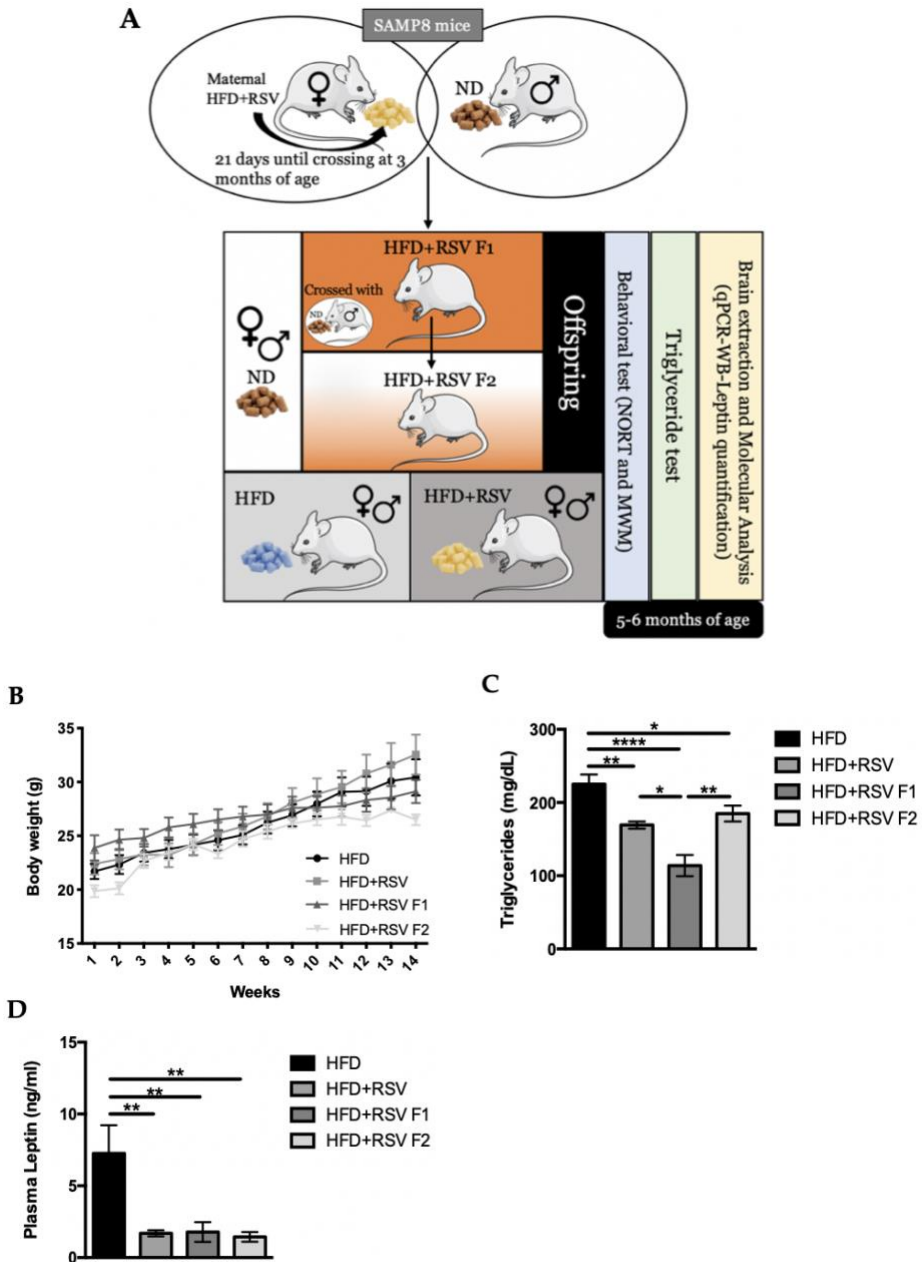 A
SAMP8 mice
Maternal
HFD+RSV
♀
ND
♂
21 days until crossing at 3
months of age
♀♂
ND
HFD+RSV F1
Crossed with
ND
♂
HFD+RSV F2
Offspring
Behavioral test (NORT and MWM)
Triglyceride test
Brain extraction and Molecular Analysis
(qPCR-WB-Leptin quantification)
HFD
♀♂
HFD+RSV
♀♂
5-6 months of age
B
Body weight (g)
35
30
25
20
15
1 2 3 4 5 6 7 8 9 10 11 12 13 14
Weeks
HFD
HFD+RSV
HFD+RSV F1
HFD+RSV F2
C
Triglycerides (mg/dL)
300
200
100
0
*
****
**
* **
HFD
HFD+RSV
HFD+RSV F1
HFD+RSV F2
D
Plasma Leptin (ng/ml)
15
10
5
0
**
**
**
HFD
HFD+RSV
HFD+RSV F1
HFD+RSV F2